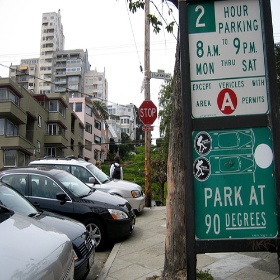 2 HOUR
PARKING
8 A.M. TO 9 P.M.
MON THRU SAT
EXCEPT VEHICLES WITH
AREA A PERMITS
PARK AT
90 DEGREES
STOP